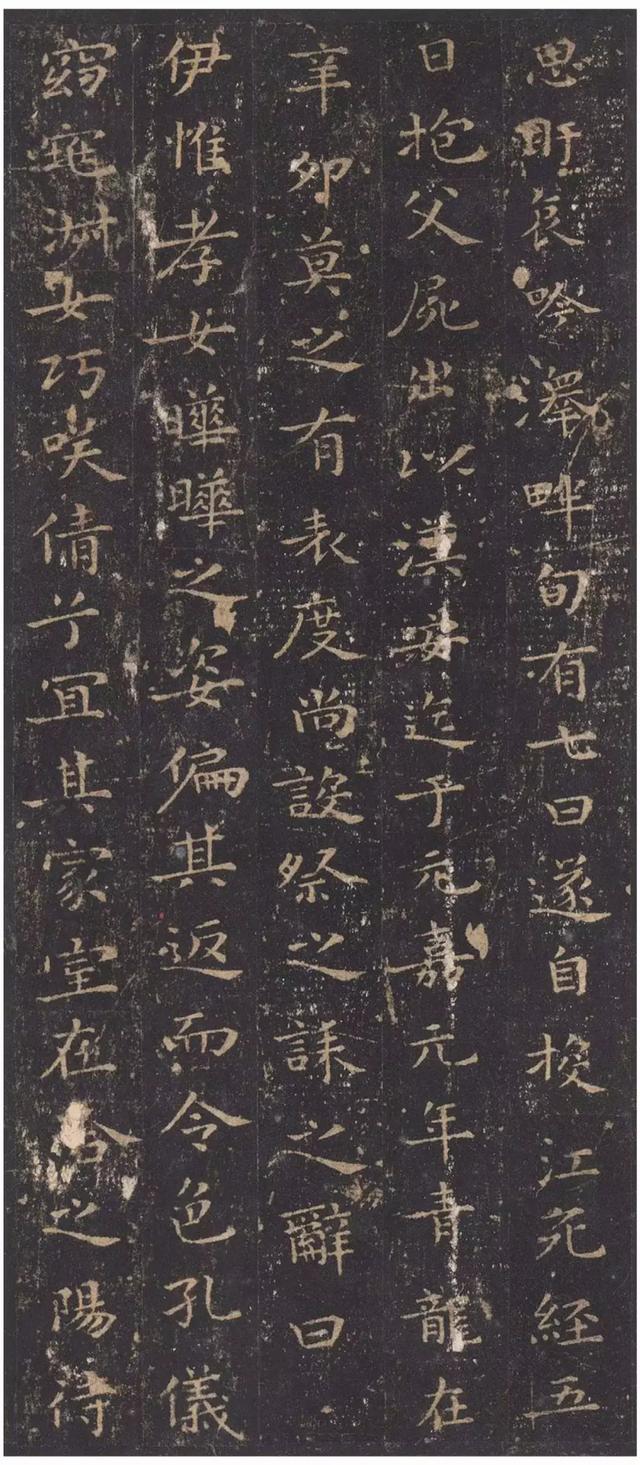 思盱哀吟澤畔旬有七日遂自投江死經五
日抱父屍出以漢安迄于元嘉元年青龍在
辛卯莫之有表度尚設祭之誄之辭曰
伊惟孝女曄曄之姿偏其返而令色孔儀
窈窕淑女巧咲倩兮宜其家室在洽之陽待